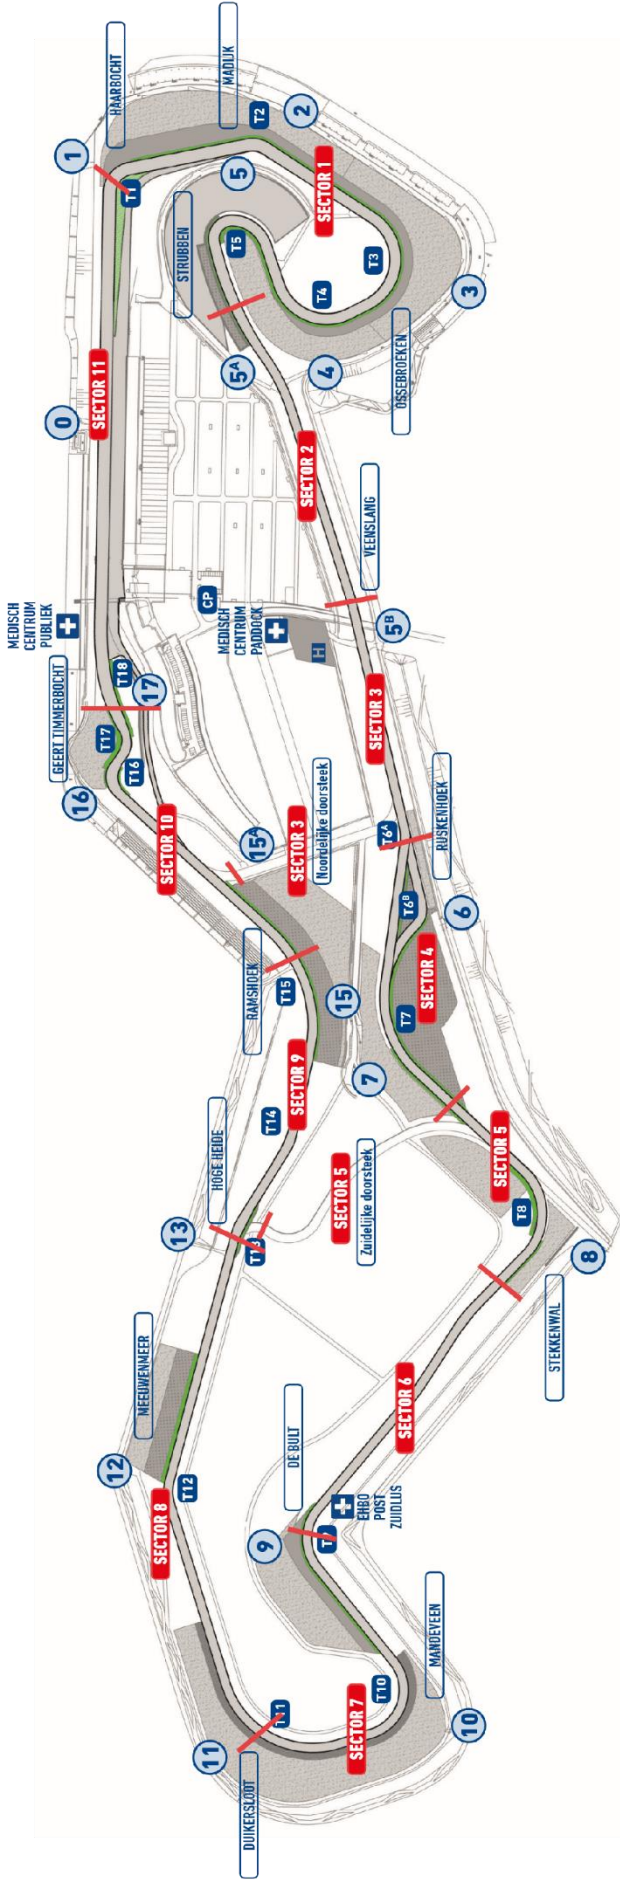 HAARBOCHT
MADIJK
1
2
T1
T2
5
SECTOR 1
STRUBBEN
T5
T4
T3
3
SECTOR 11
0
5A
4
OSSEBROEKEN
SECTOR 2
VEENSLANG
MEDISCH
CENTRUM
PUBLIEK
CP
MEDISCH
CENTRUM
PADDOCK
H
5B
GEERT TIMMERBOCHT
T18
17
T17
T16
16
SECTOR 3
SECTOR 10
15A
SECTOR 3
Noordelijke doorsteek
T6A
RUSKENHOEK
T6B
6
RAMSHOEK
T15
15
SECTOR 4
T7
7
SECTOR 9
T14
HOGE HEIDE
13
T13
SECTOR 5
Zuidelijke doorsteek
SECTOR 5
T8
8
STEKKENWAL
MEEUWENMEER
12
T12
SECTOR 8
SECTOR 6
DE BULT
9
EHBO
POST
ZUIDLUS
MANDEVEEN
T10
10
SECTOR 7
T11
11
DUIKERSLOOT